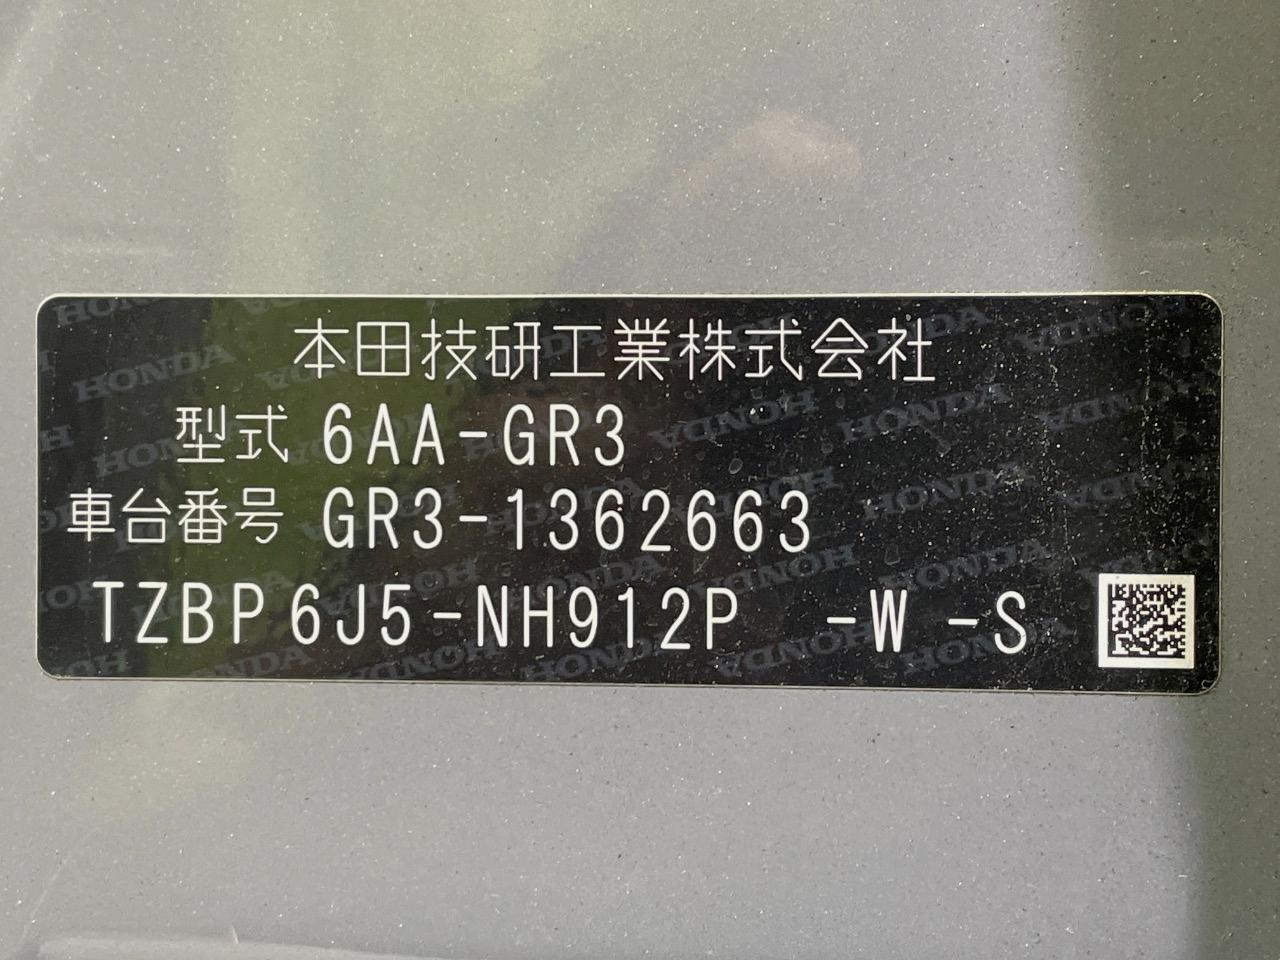 本田技研工業株式会社
型式 6AA-GR3
車台番号 GR3-1362663
TZBP6J5-NH912P -W -S